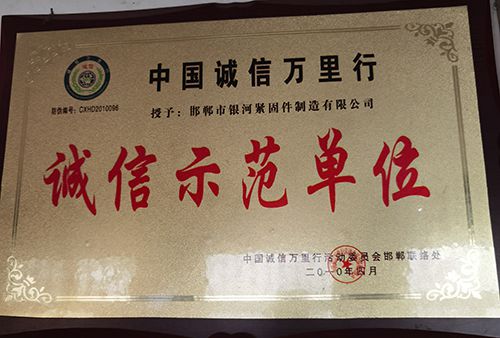 中国诚信万里行
防伪编号：CXHD2010096
授予：邯郸市银河紧固件制造有限公司
诚信示范单位
中国诚信万里行活动委员会邯郸联络处
二〇一〇年四月